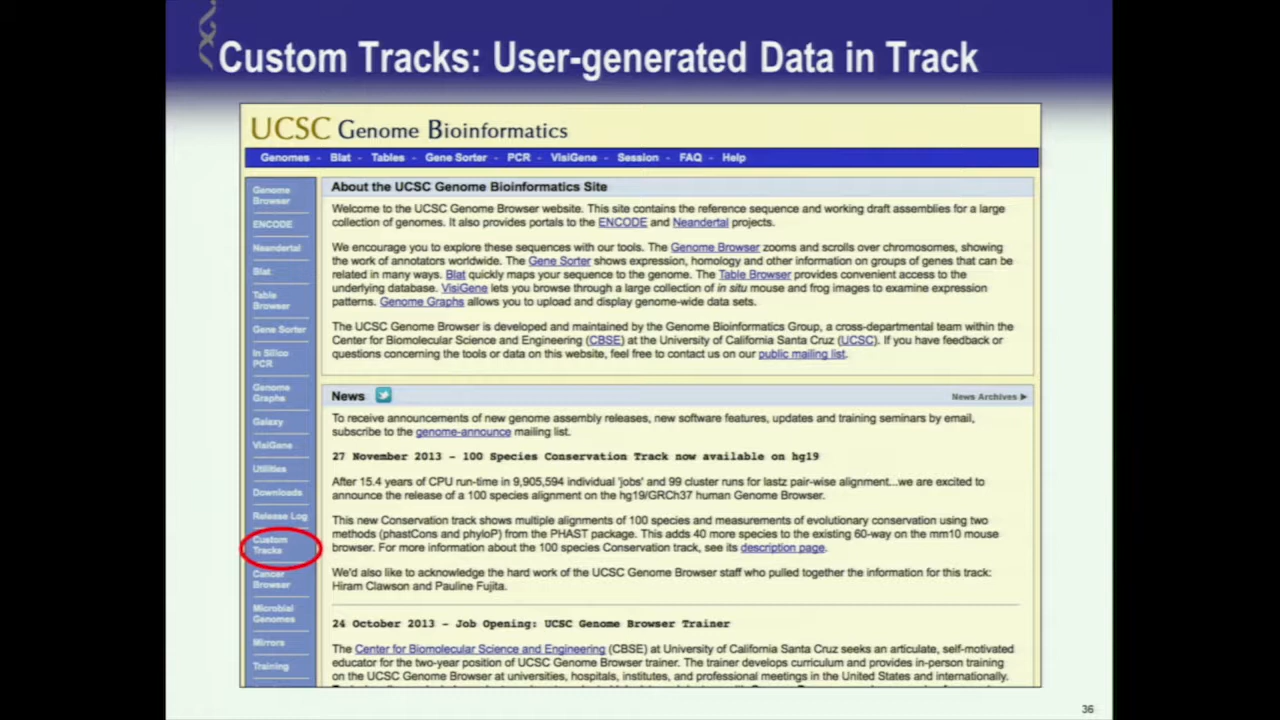 Custom Tracks: User-generated Data in Track
UCSC Genome Bioinformatics
Genomes - Blat - Tables - Gene Sorter - PCR - VisiGene - Session - FAQ - Help
Genome
Browser
ENCODE
Neandertal
Blat
Table
Browser
Gene Sorter
In Silico
PCR
Genome
Graphs
Galaxy
VisiGene
Utilities
Downloads
Release Log
Custom
Tracks
Cancer
Browser
Microbial
Genomes
Mirrors
Training
About the UCSC Genome Bioinformatics Site
Welcome to the UCSC Genome Browser website. This site contains the reference sequence and working draft assemblies for a large
collection of genomes. It also provides portals to the ENCODE and Neandertal projects.
We encourage you to explore these sequences with our tools. The Genome Browser zooms and scrolls over chromosomes, showing
the work of annotators worldwide. The Gene Sorter shows expression, homology and other information on groups of genes that can be
related in many ways. Blat quickly maps your sequence to the genome. The Table Browser provides convenient access to the
underlying database. VisiGene lets you browse through a large collection of in situ mouse and frog images to examine expression
patterns. Genome Graphs allows you to upload and display genome-wide data sets.
The UCSC Genome Browser is developed and maintained by the Genome Bioinformatics Group, a cross-departmental team within the
Center for Biomolecular Science and Engineering (CBSE) at the University of California Santa Cruz (UCSC). If you have feedback or
questions concerning the tools or data on this website, feel free to contact us on our public mailing list.
News
News Archives ▶
To receive announcements of new genome assembly releases, new software features, updates and training seminars by email,
subscribe to the genome-announce mailing list.
27 November 2013 - 100 Species Conservation Track now available on hg19
After 15.4 years of CPU run-time in 9,905,594 individual 'jobs' and 99 cluster runs for lastz pair-wise alignment...we are excited to
announce the release of a 100 species alignment on the hg19/GRCh37 human Genome Browser.
This new Conservation track shows multiple alignments of 100 species and measurements of evolutionary conservation using two
methods (phastCons and phyloP) from the PHAST package. This adds 40 more species to the existing 60-way on the mm10 mouse
browser. For more information about the 100 species Conservation track, see its description page.
We'd also like to acknowledge the hard work of the UCSC Genome Browser staff who pulled together the information for this track:
Hiram Clawson and Pauline Fujita.
24 October 2013 - Job Opening: UCSC Genome Browser Trainer
The Center for Biomolecular Science and Engineering (CBSE) at University of California Santa Cruz seeks an articulate, self-motivated
educator for the two-year position of UCSC Genome Browser trainer. The trainer develops curriculum and provides in-person training
on the UCSC Genome Browser at universities, hospitals, institutes, and professional meetings in the United States and internationally.
36